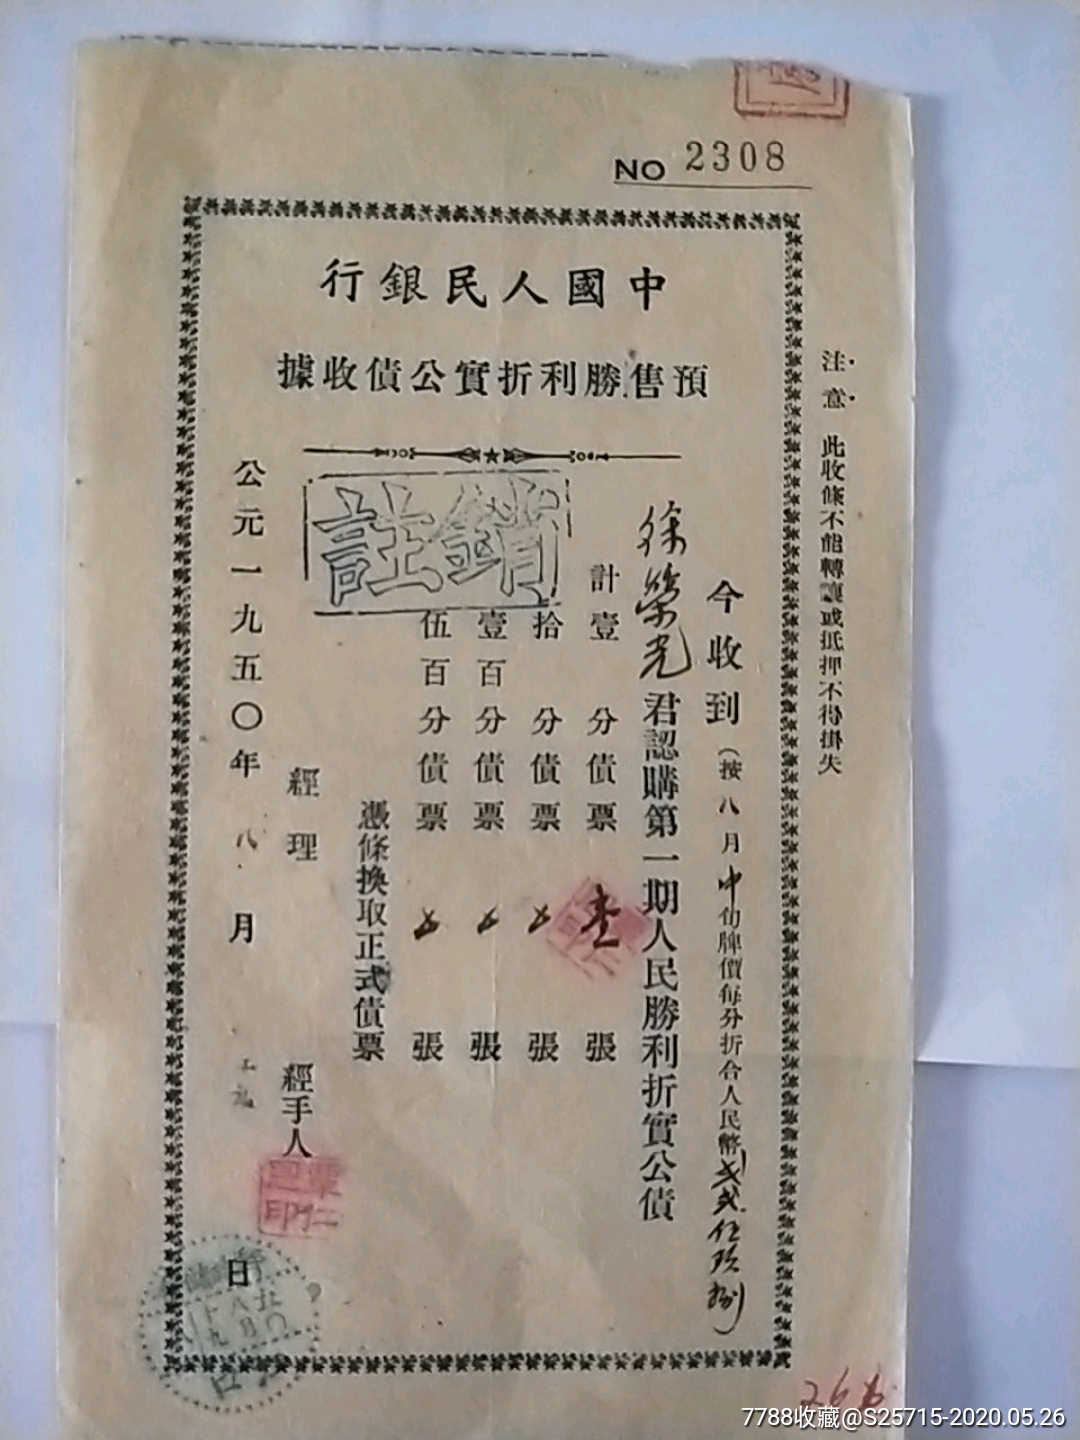 NO 2308
中國人民銀行
預售勝利折實公債收據
注意 此收條不能轉讓或抵押不得掛失
今收到(按八月中旬牌價每分折合人民幣
徐榮光君認購第一期人民勝利折實公債
計壹 分債票 壹 張
拾 分債票 張
壹百分債票 張
伍百分債票 張
註銷
憑條換取正式債票
經理 經手人
公元一九五〇年 八月 日
7788收藏@S25715-2020.05.26